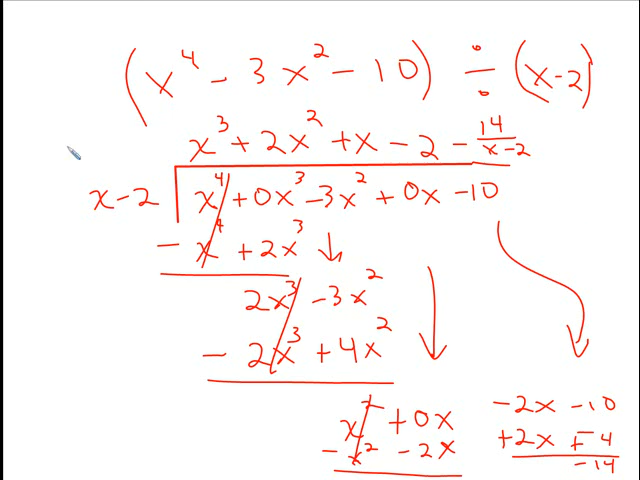 (x⁴ - 3x² - 10) ÷ (x-2)
x³ + 2x² + x - 2 - 14/(x-2)
x-2 x⁴ + 0x³ - 3x² + 0x - 10
- x⁴ + 2x³ ↓
2x³ - 3x²
- 2x³ + 4x²
x² + 0x
- x² - 2x
-2x - 10
+2x + -4
-14